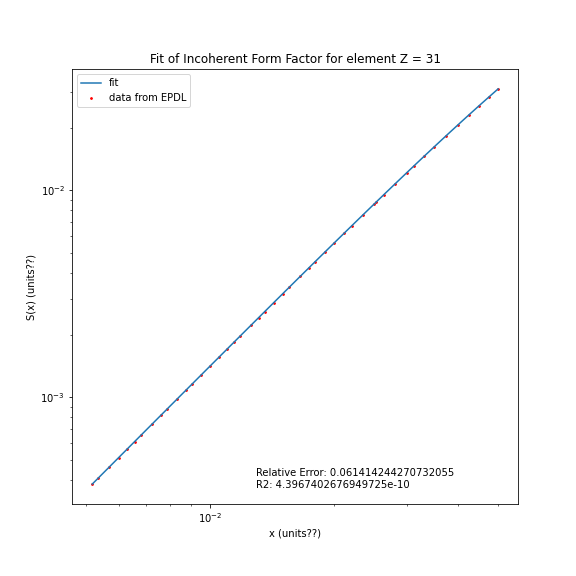 Fit of Incoherent Form Factor for element Z = 31
fit
data from EPDL
10⁻²
10⁻³
S(x) (units??)
Relative Error: 0.061414244270732055
R2: 4.3967402676949725e-10
10⁻²
x (units??)